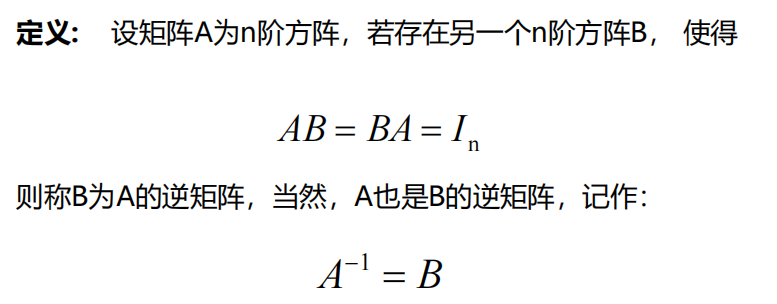 定义: 设矩阵A为n阶方阵，若存在另一个n阶方阵B， 使得
AB = BA = Iₙ
则称B为A的逆矩阵，当然，A也是B的逆矩阵，记作：
A⁻¹ = B